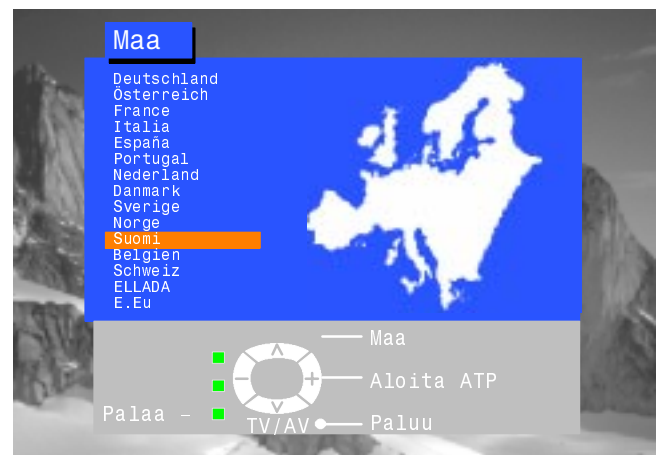 Maa
Deutschland
Österreich
France
Italia
España
Portugal
Nederland
Danmark
Sverige
Norge
Suomi
Belgien
Schweiz
ELLADA
E.Eu
Maa
Aloita ATP
Palaa -
TV/AV
Paluu